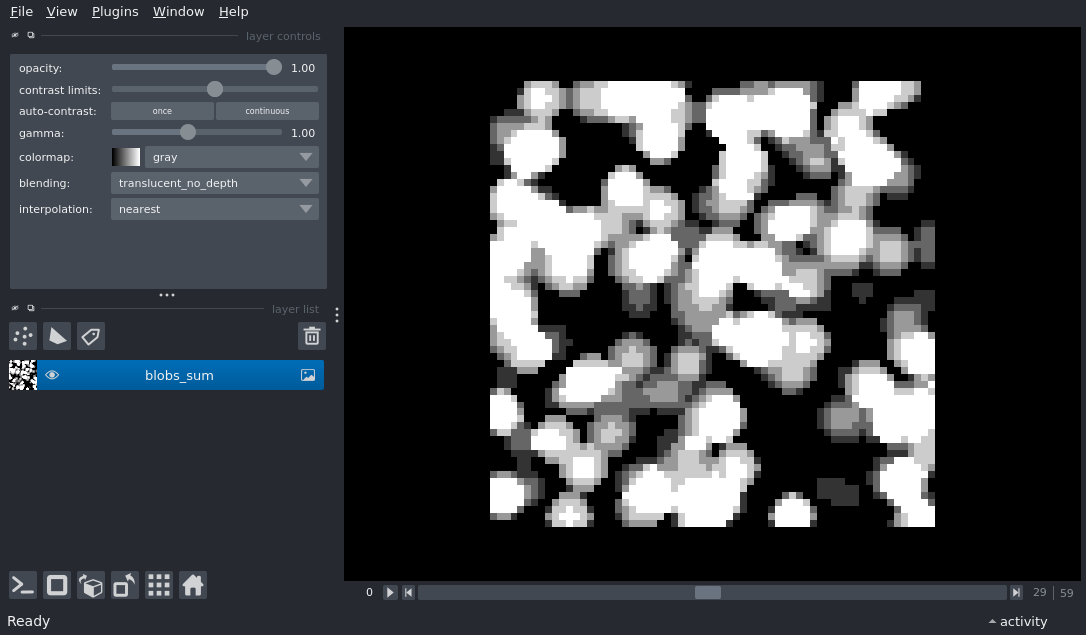 File View Plugins Window Help
layer controls
opacity: 1.00
contrast limits:
auto-contrast: once continuous
gamma: 1.00
colormap: gray
blending: translucent_no_depth
interpolation: nearest
layer list
blobs_sum
0 29 59
Ready activity